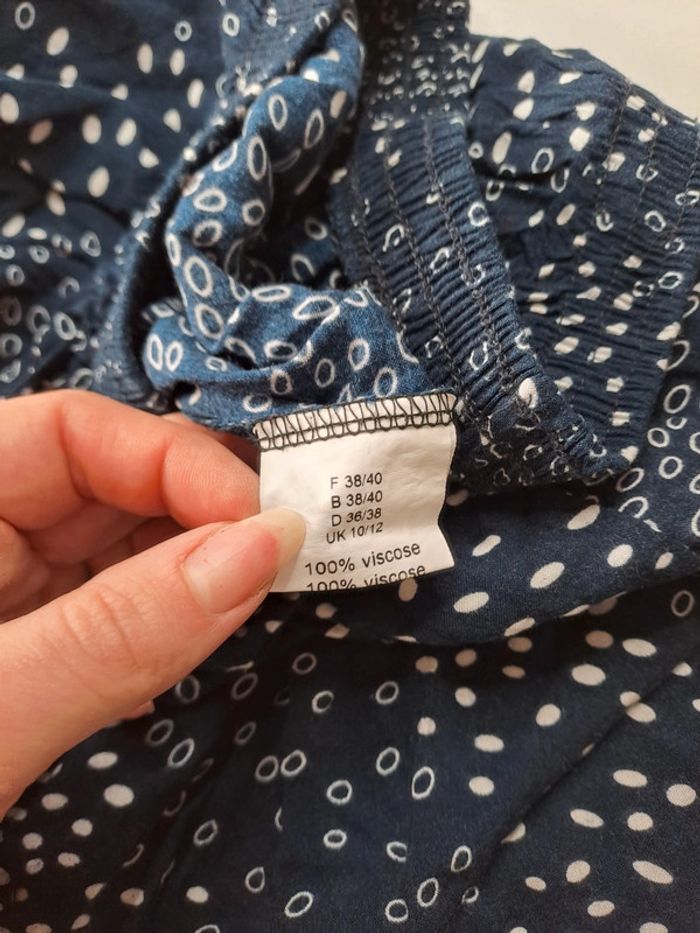 F 38/40
B 38/40
D 36/38
UK 10/12
100% viscose
100% viscose